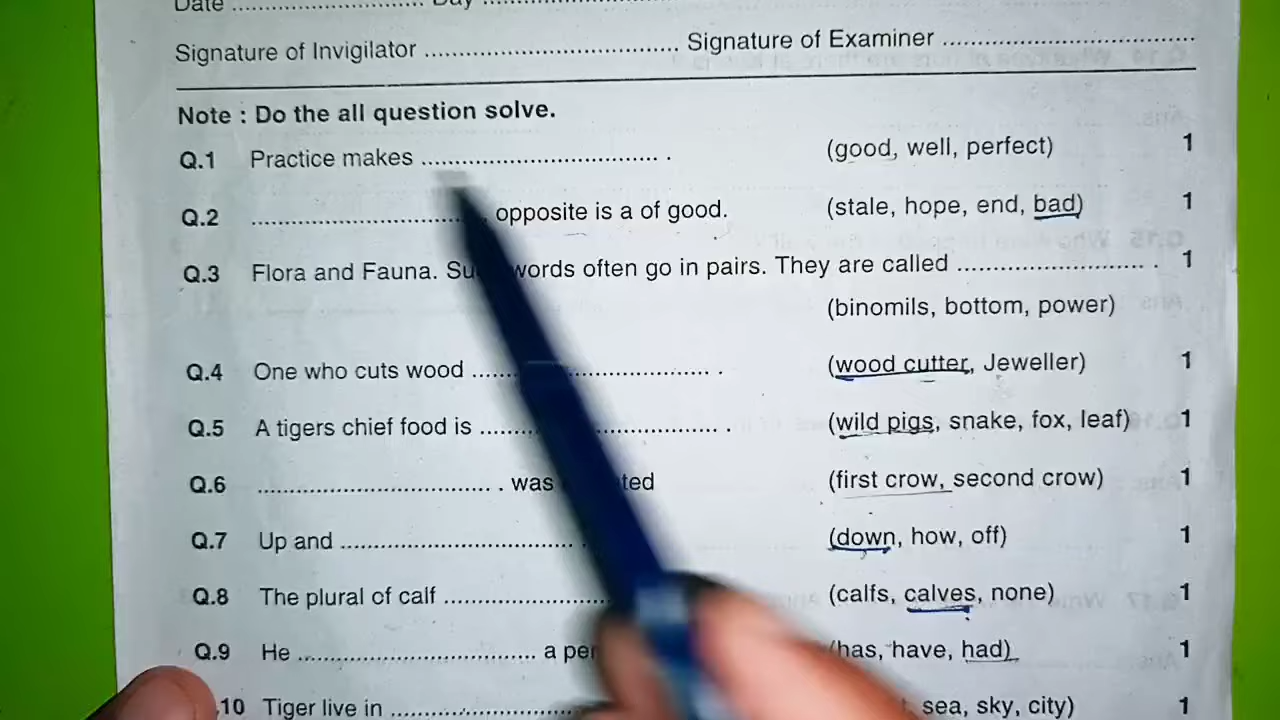 Date .............................. Day ..............................
Signature of Invigilator .................................... Signature of Examiner ....................................
Note : Do the all question solve.
Q.1 Practice makes .................................... . (good, well, perfect) 1
Q.2 .................................... opposite is a of good. (stale, hope, end, bad) 1
Q.3 Flora and Fauna. words often go in pairs. They are called ............................ . 1
(binomils, bottom, power)
Q.4 One who cuts wood .................................... . (wood cutter, Jeweller) 1
Q.5 A tigers chief food is .................................... . (wild pigs, snake, fox, leaf) 1
Q.6 .................................... . was (first crow, second crow) 1
Q.7 Up and .................................... (down, how, off) 1
Q.8 The plural of calf ............................ (calfs, calves, none) 1
Q.9 He .................................... a (has, have, had) 1
.10 Tiger live in ............................ sea, sky, city) 1